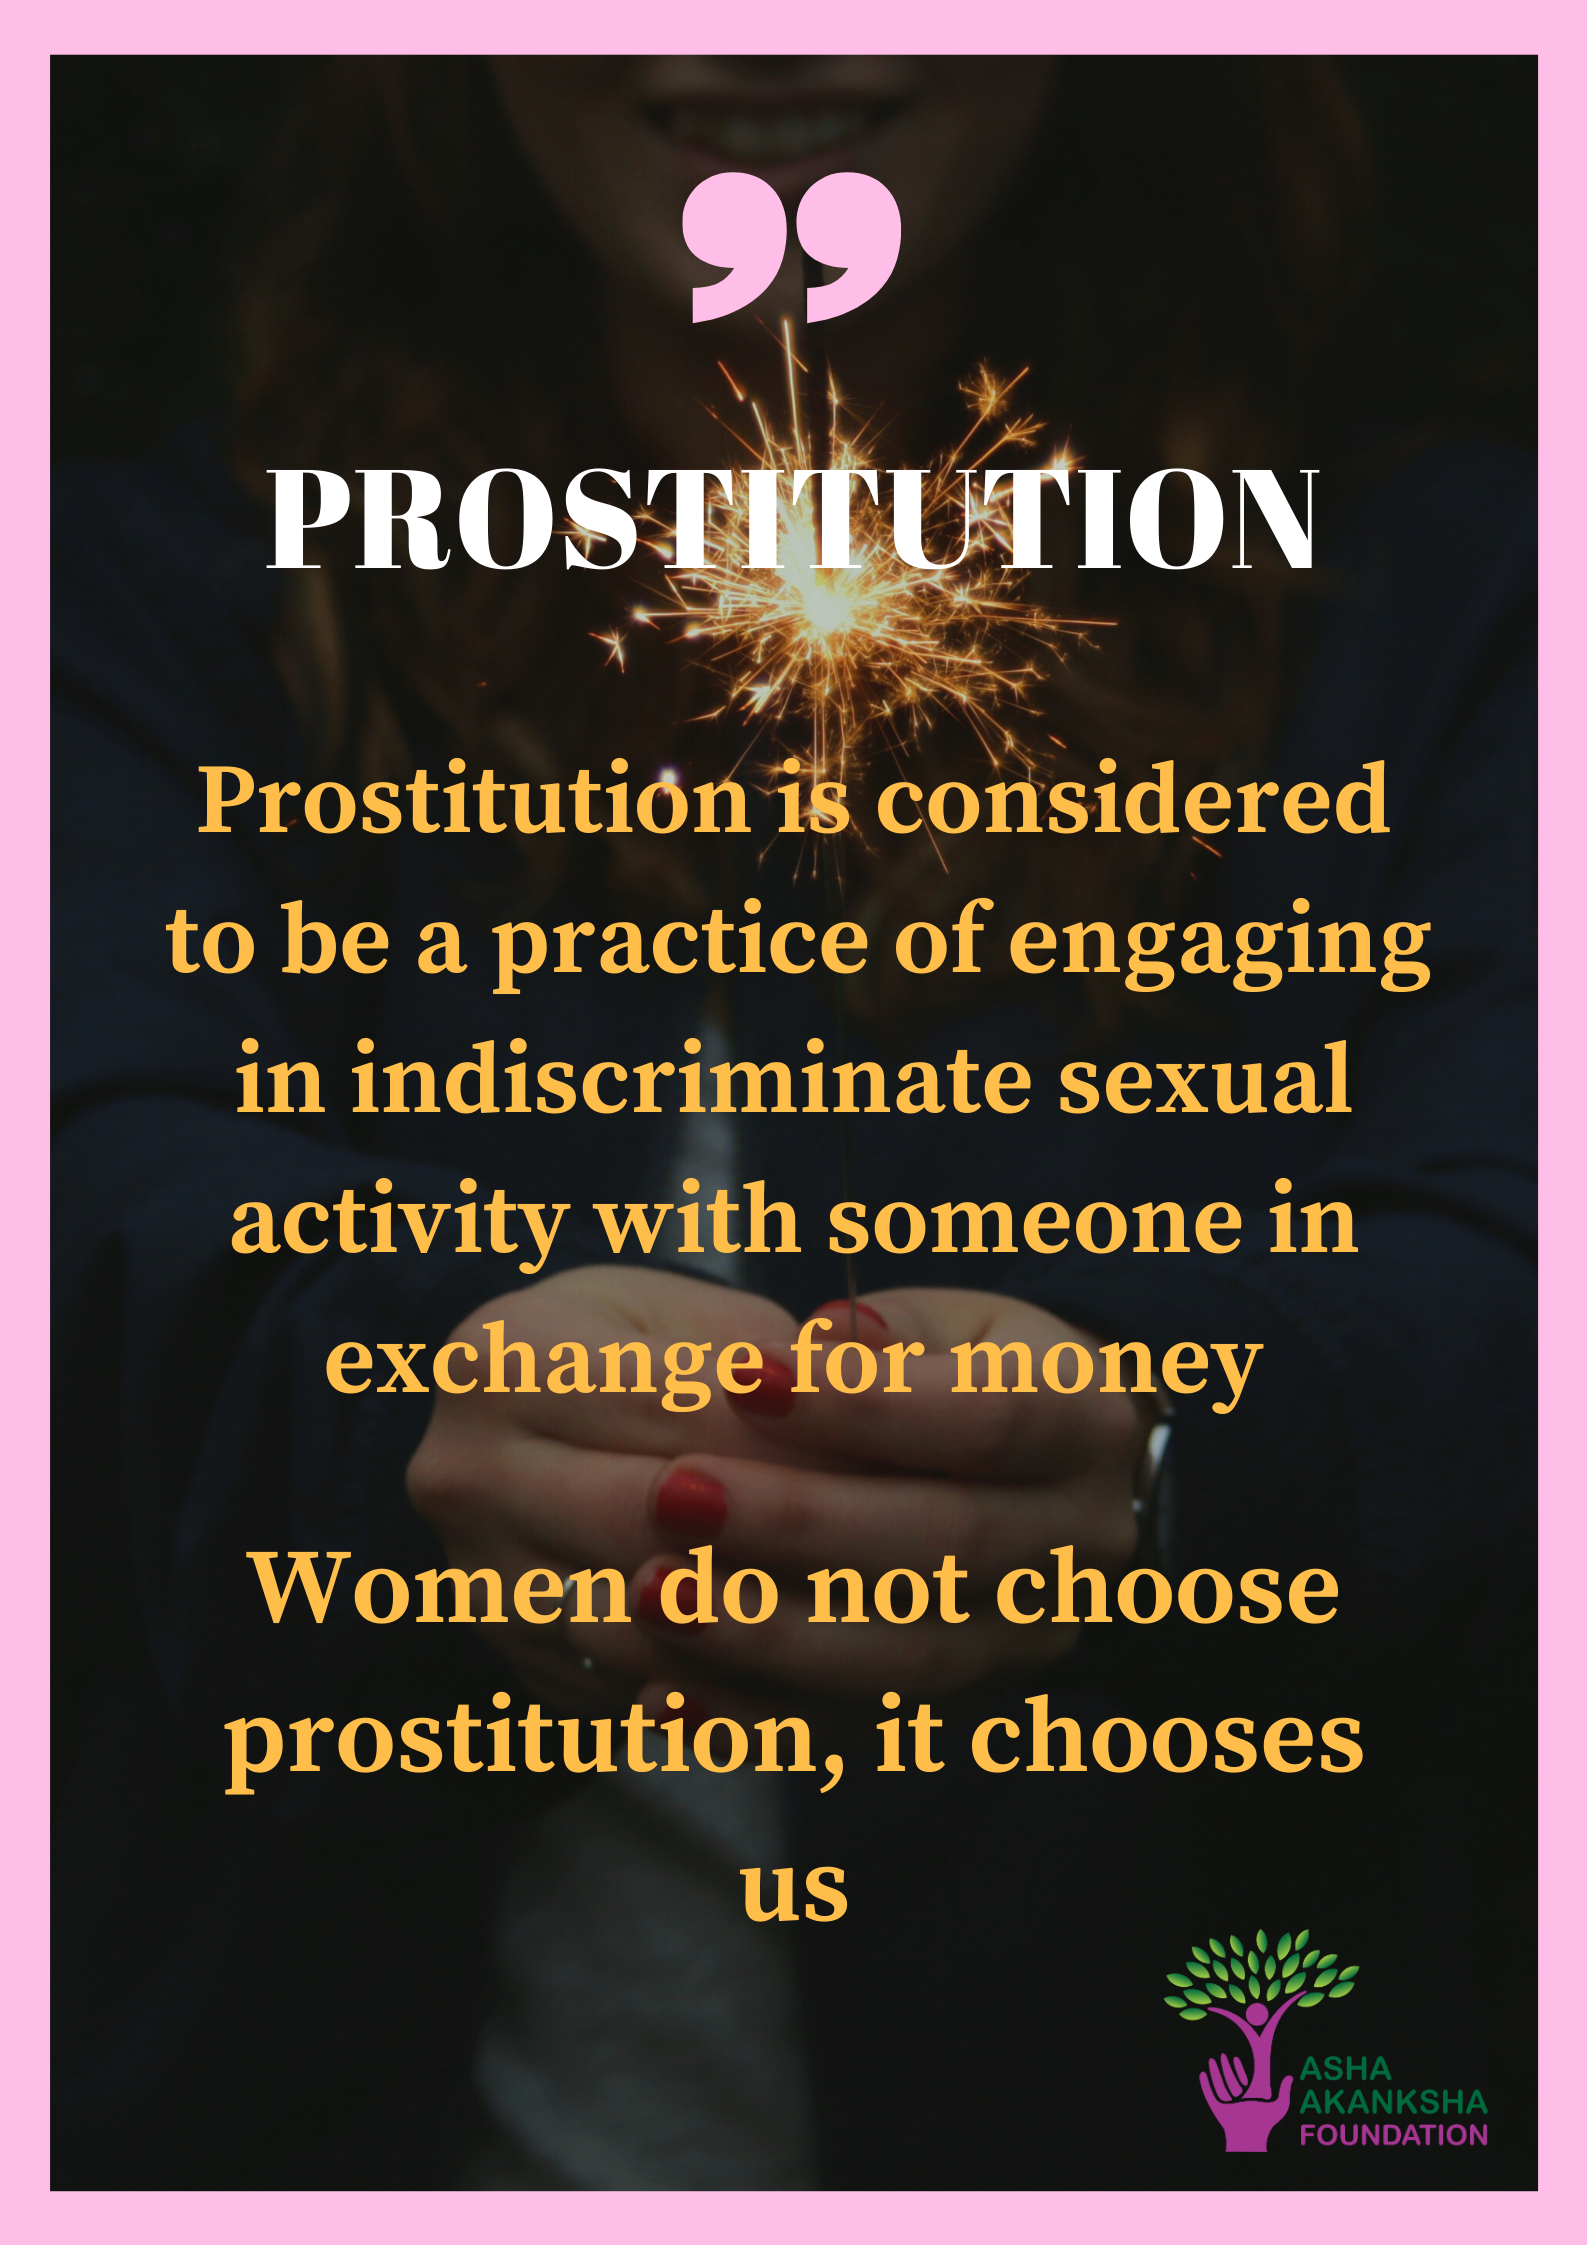 ”
PROSTITUTION
Prostitution is considered
to be a practice of engaging
in indiscriminate sexual
activity with someone in
exchange for money
Women do not choose
prostitution, it chooses
us
ASHA
AKANKSHA
FOUNDATION